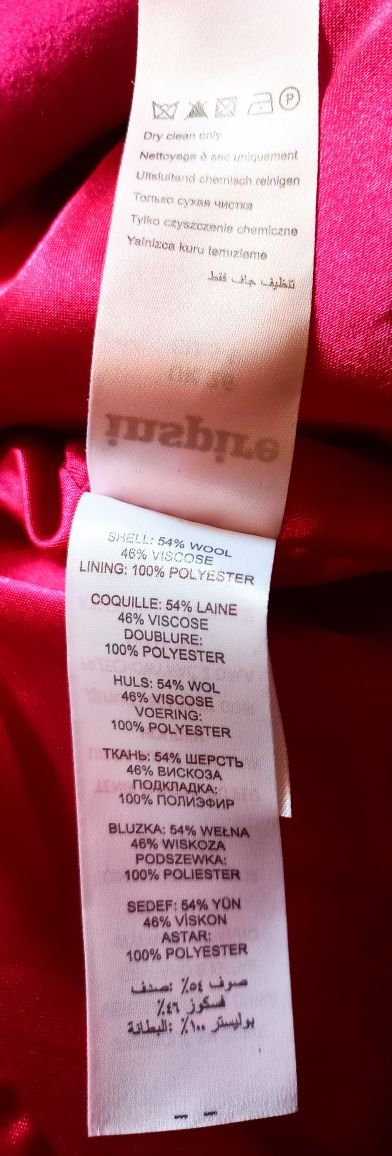 P
Dry clean only
Nettoyage à sec uniquement
Uitsluitend chemisch reinigen
Только сухая чистка
Tylko czyszczenie chemiczne
Yalnizca kuru temizleme
تنظيف جاف فقط
inspire
SHELL: 54% WOOL
46% VISCOSE
LINING: 100% POLYESTER
COQUILLE: 54% LAINE
46% VISCOSE
DOUBLURE:
100% POLYESTER
HULS: 54% WOL
46% VISCOSE
VOERING:
100% POLYESTER
ТКАНЬ: 54% ШЕРСТЬ
46% ВИСКОЗА
ПОДКЛАДКА:
100% ПОЛИЭФИР
BLUZKA: 54% WEŁNA
46% WISKOZA
PODSZEWKA:
100% POLIESTER
SEDEF: 54% YÜN
46% VİSKON
ASTAR:
100% POLYESTER
صوف ٥٤٪ :صدف
فسكوز ٤٦٪
بوليستر ١٠٠٪ :البطانة